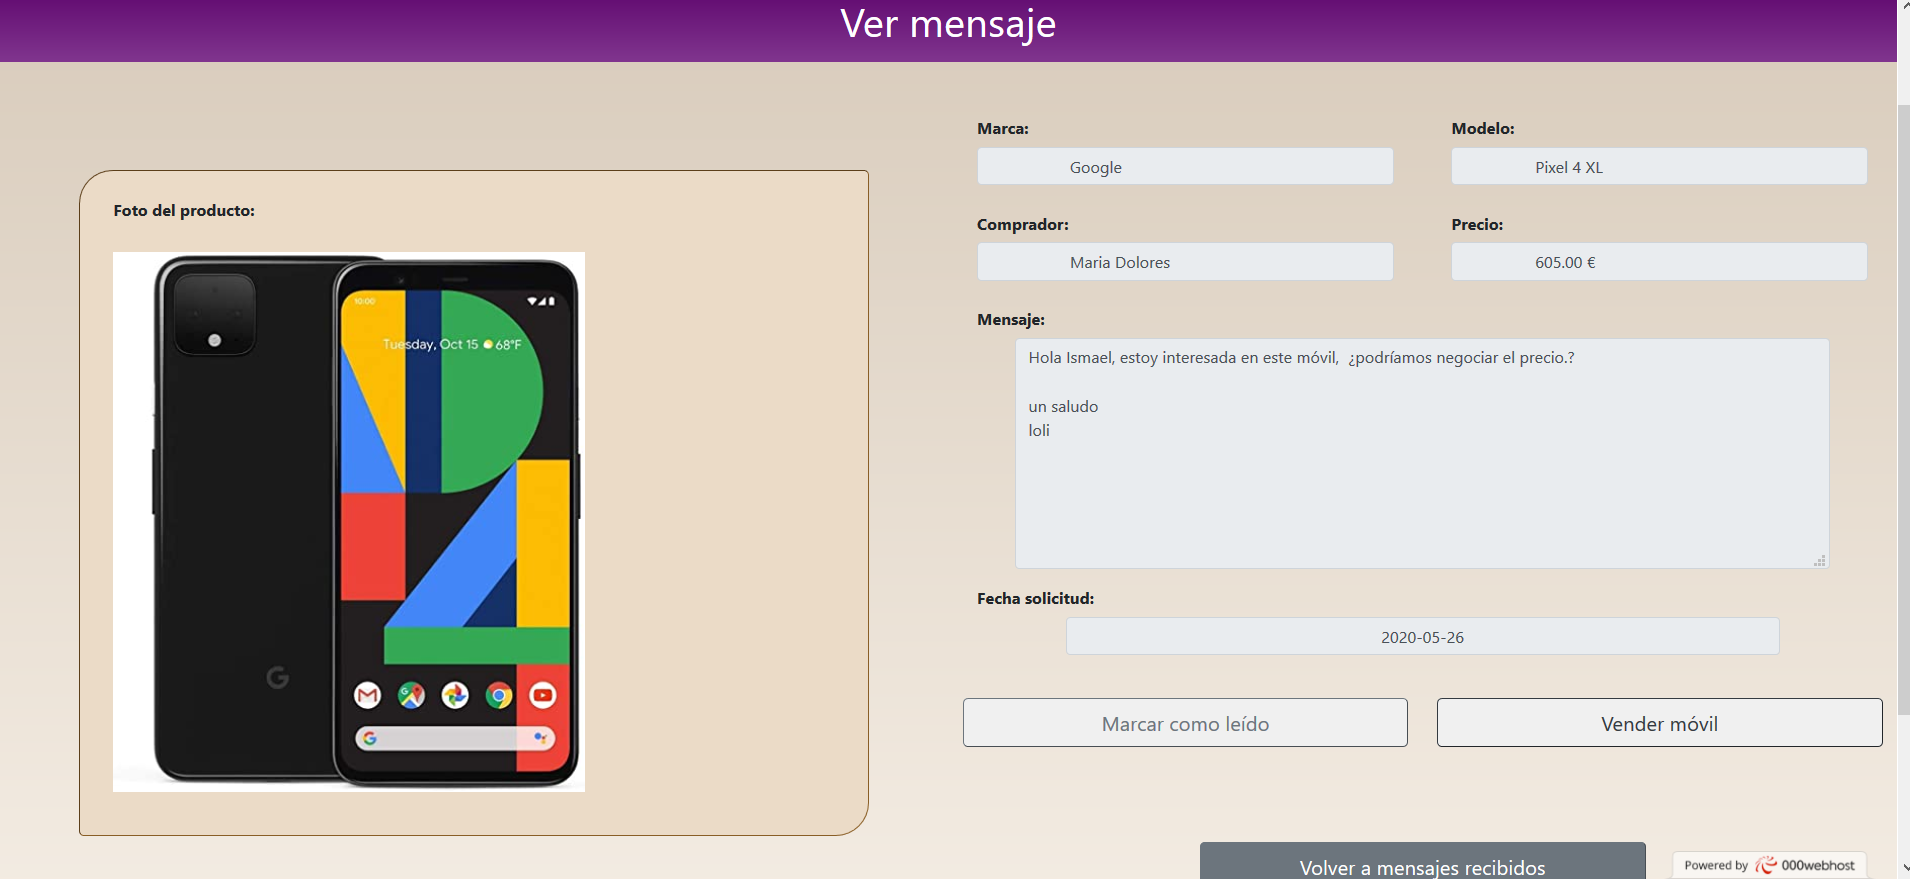 Ver mensaje
Foto del producto:
10:00
Tuesday, Oct 15 68°F
G
Marca:
Google
Modelo:
Pixel 4 XL
Comprador:
Maria Dolores
Precio:
605.00 €
Mensaje:
Hola Ismael, estoy interesada en este móvil,  ¿podríamos negociar el precio.?
un saludo
loli
Fecha solicitud:
2020-05-26
Marcar como leído
Vender móvil
Volver a mensajes recibidos
Powered by 000webhost